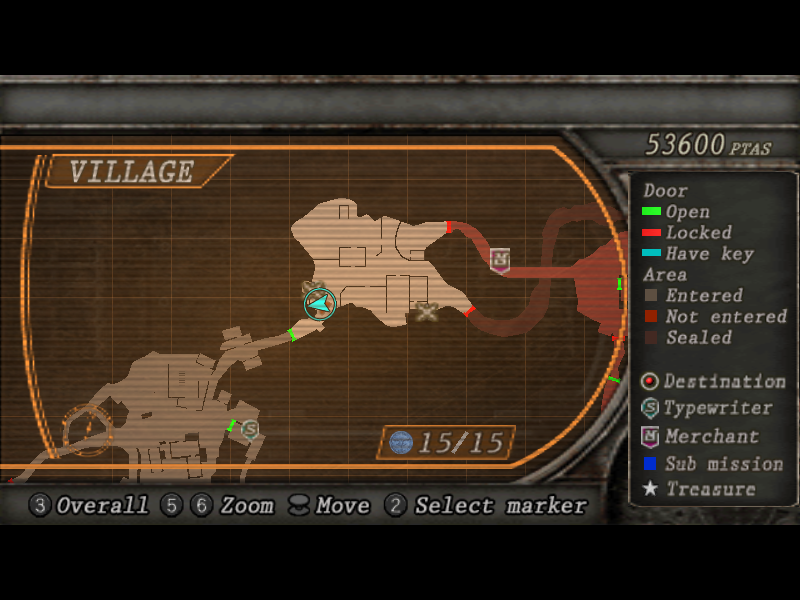 VILLAGE
53600 PTAS
Door
Open
Locked
Have key
Area
Entered
Not entered
Sealed
Destination
S Typewriter
M Merchant
Sub mission
Treasure
M
S
15/15
3 Overall 5 6 Zoom Move 2 Select marker